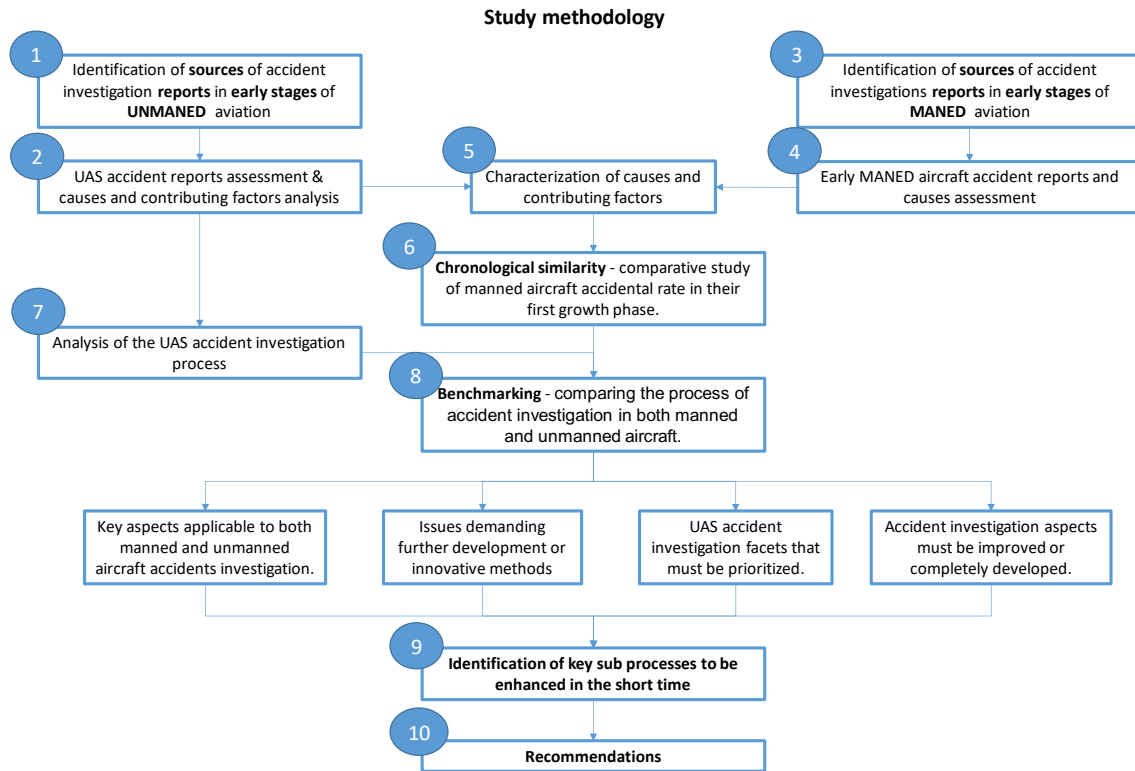 Study methodology
1
Identification of sources of accident
investigation reports in early stages of
UNMANED aviation
3
Identification of sources of accident
investigations reports in early stages of
MANED aviation
2
UAS accident reports assessment &
causes and contributing factors analysis
5
Characterization of causes and
contributing factors
4
Early MANED aircraft accident reports and
causes assessment
6
Chronological similarity - comparative study
of manned aircraft accidental rate in their
first growth phase.
7
Analysis of the UAS accident investigation
process
8
Benchmarking - comparing the process of
accident investigation in both manned
and unmanned aircraft.
Key aspects applicable to both
manned and unmanned
aircraft accidents investigation.
Issues demanding
further development or
innovative methods
UAS accident
investigation facets that
must be prioritized.
Accident investigation aspects
must be improved or
completely developed.
9
Identification of key sub processes to be
enhanced in the short time
10
Recommendations